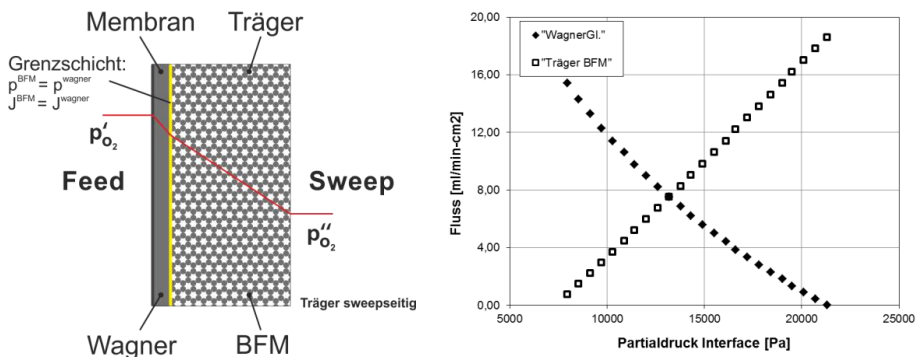 Membran Träger
Grenzschicht:
p^BFM = p^wagner
J^BFM = J^wagner
p'O₂
Feed Sweep
p''O₂
Träger sweepseitig
Wagner BFM
20,00
16,00
12,00
8,00
4,00
0,00
Fluss [ml/min-cm2]
"WagnerGl."
"Träger BFM"
5000 10000 15000 20000 25000
Partialdruck Interface [Pa]